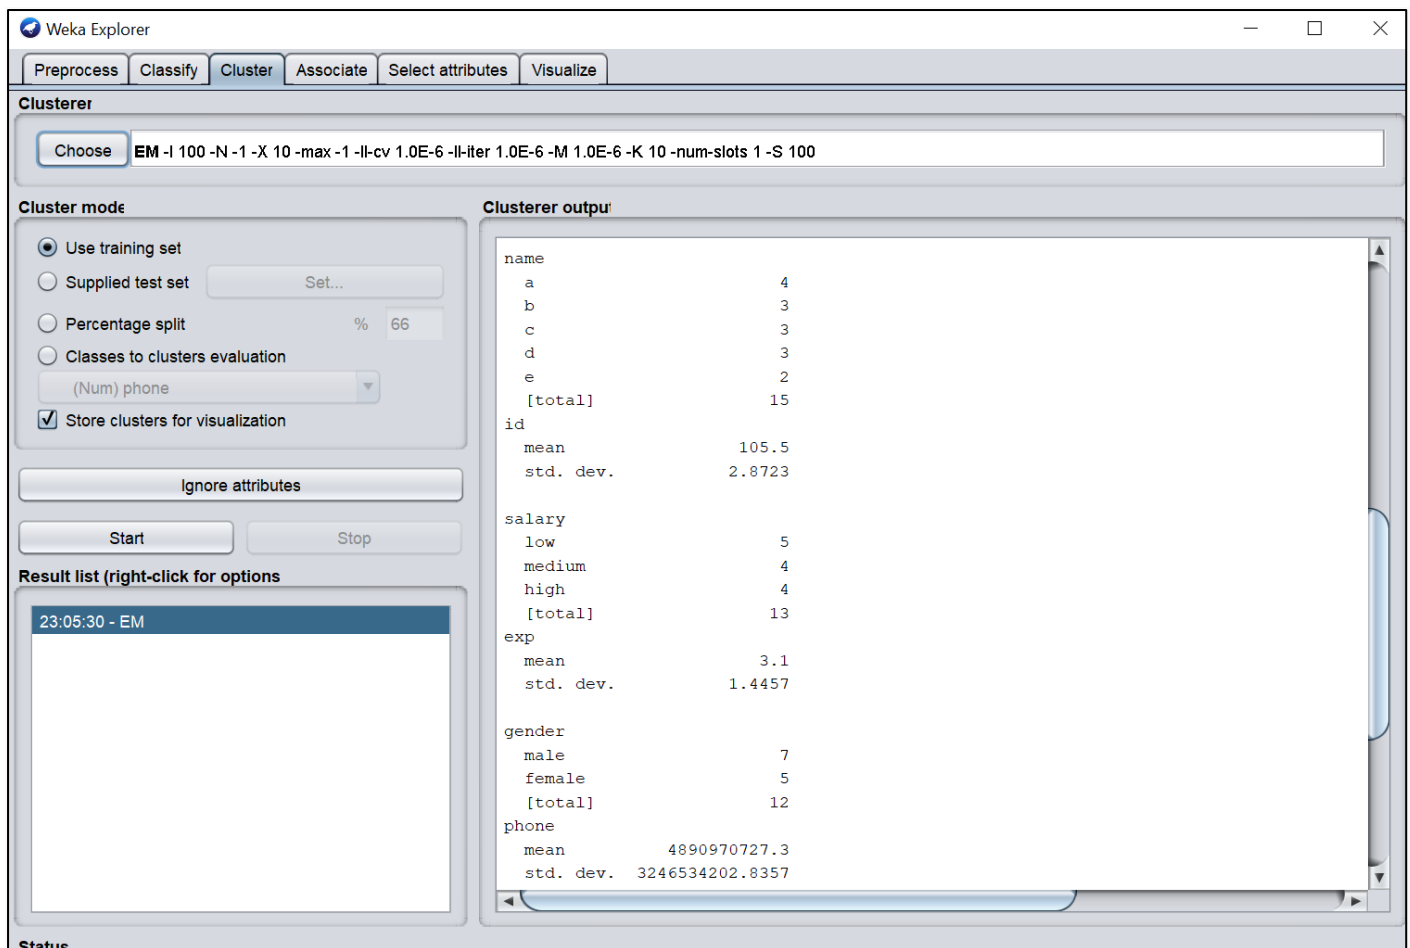 Weka Explorer
Preprocess Classify Cluster Associate Select attributes Visualize
Clusterer
Choose EM -I 100 -N -1 -X 10 -max -1 -ll-cv 1.0E-6 -ll-iter 1.0E-6 -M 1.0E-6 -K 10 -num-slots 1 -S 100
Cluster mode
Use training set
Supplied test set Set...
Percentage split % 66
Classes to clusters evaluation
(Num) phone
Store clusters for visualization
Ignore attributes
Start Stop
Result list (right-click for options
23:05:30 - EM
Clusterer output
name
a 4
b 3
c 3
d 3
e 2
[total] 15
id
mean 105.5
std. dev. 2.8723
salary
low 5
medium 4
high 4
[total] 13
exp
mean 3.1
std. dev. 1.4457
gender
male 7
female 5
[total] 12
phone
mean 4890970727.3
std. dev. 3246534202.8357
Status